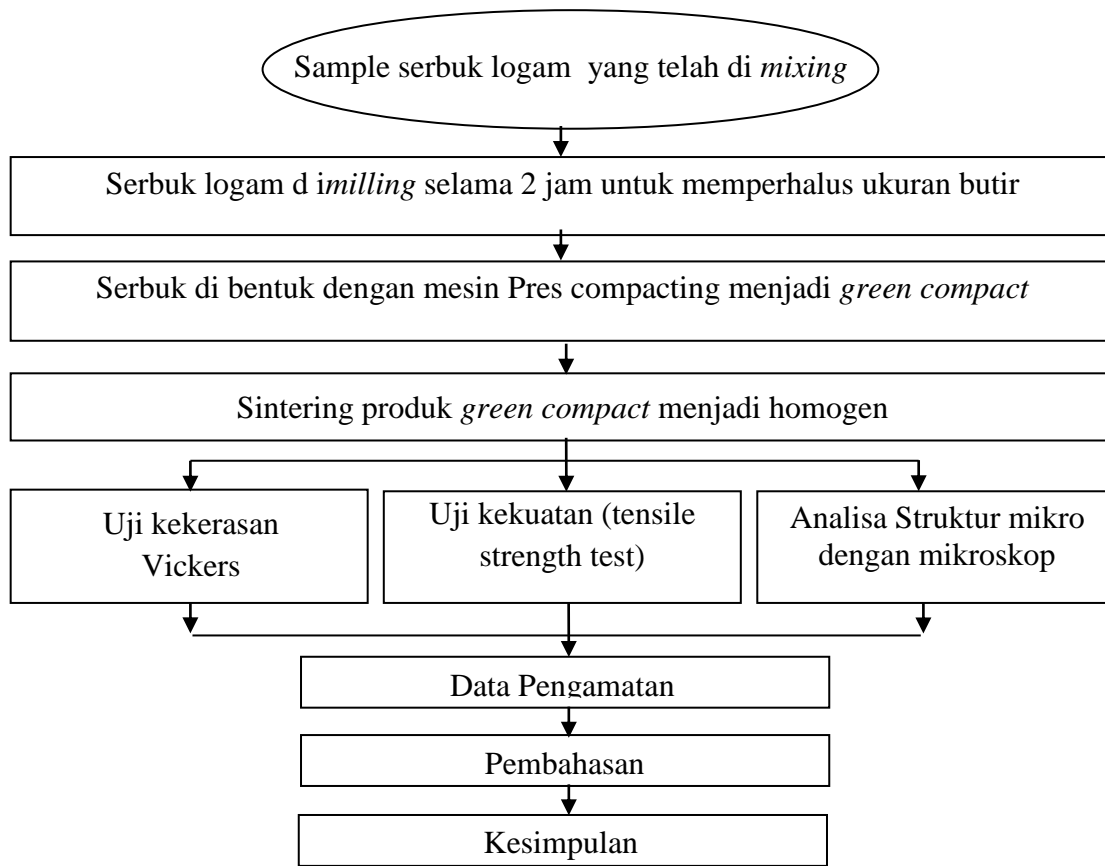 Sample serbuk logam yang telah di mixing
Serbuk logam d imilling selama 2 jam untuk memperhalus ukuran butir
Serbuk di bentuk dengan mesin Pres compacting menjadi green compact
Sintering produk green compact menjadi homogen
Uji kekerasan
Vickers
Uji kekuatan (tensile
strength test)
Analisa Struktur mikro
dengan mikroskop
Data Pengamatan
Pembahasan
Kesimpulan